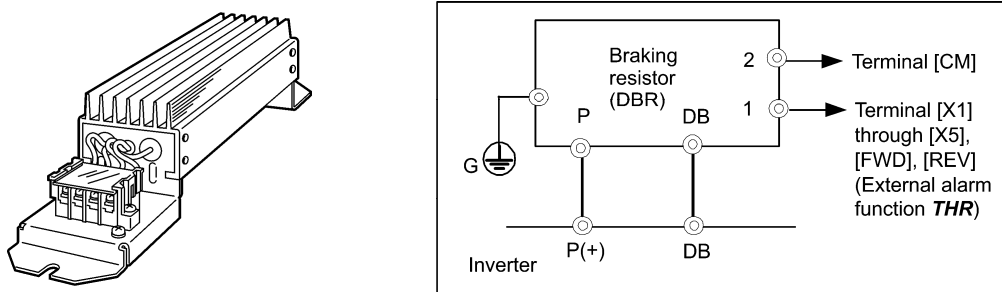 Braking
resistor
(DBR)
2
Terminal [CM]
1
Terminal [X1]
through [X5],
[FWD], [REV]
(External alarm
function THR)
P
DB
G
P(+)
DB
Inverter